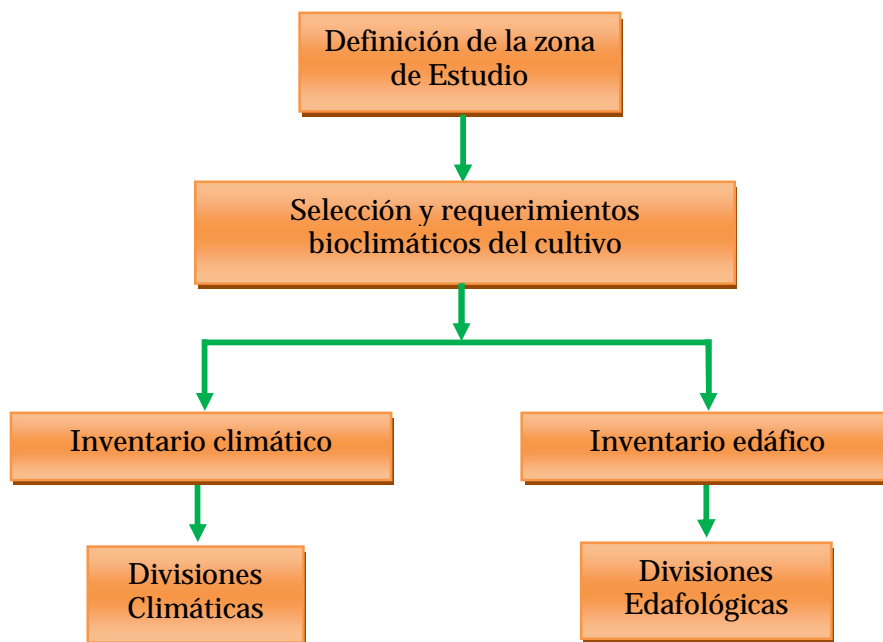 Definición de la zona
de Estudio
Selección y requerimientos
bioclimáticos del cultivo
Inventario climático
Inventario edáfico
Divisiones
Climáticas
Divisiones
Edafológicas